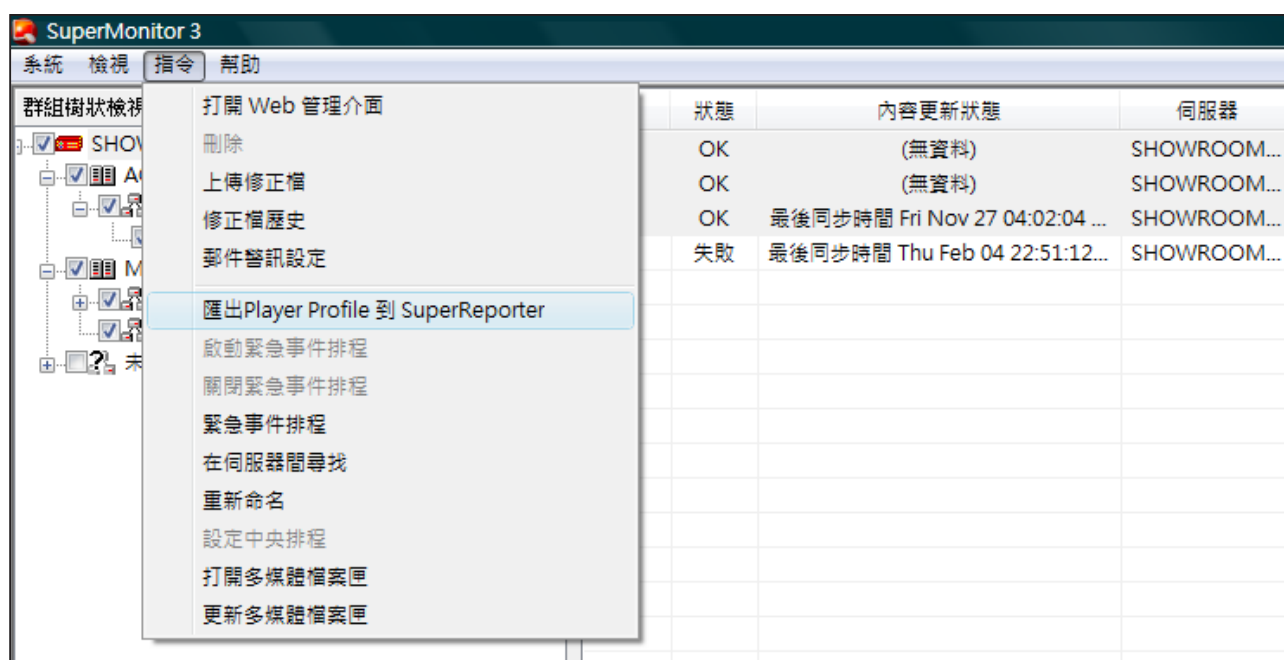 SuperMonitor 3
系統 檢視 指令 幫助
群組樹狀檢視
狀態 內容更新狀態 伺服器
OK (無資料) SHOWROOM...
OK (無資料) SHOWROOM...
OK 最後同步時間 Fri Nov 27 04:02:04 ... SHOWROOM...
失敗 最後同步時間 Thu Feb 04 22:51:12... SHOWROOM...
SHO
A
M
未
打開 Web 管理介面
刪除
上傳修正檔
修正檔歷史
郵件警訊設定
匯出Player Profile 到 SuperReporter
啟動緊急事件排程
關閉緊急事件排程
緊急事件排程
在伺服器間尋找
重新命名
設定中央排程
打開多媒體檔案匣
更新多媒體檔案匣